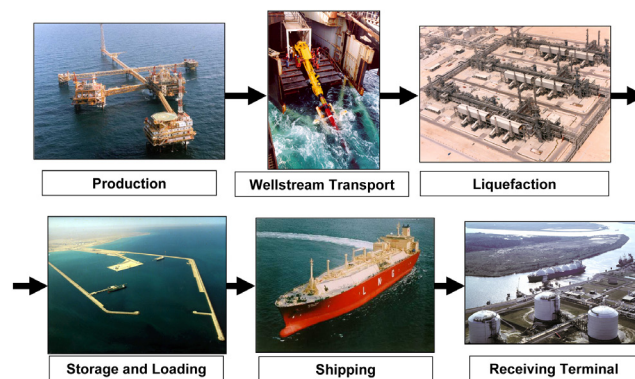 Production
Wellstream Transport
Liquefaction
LNG
Storage and Loading
Shipping
Receiving Terminal